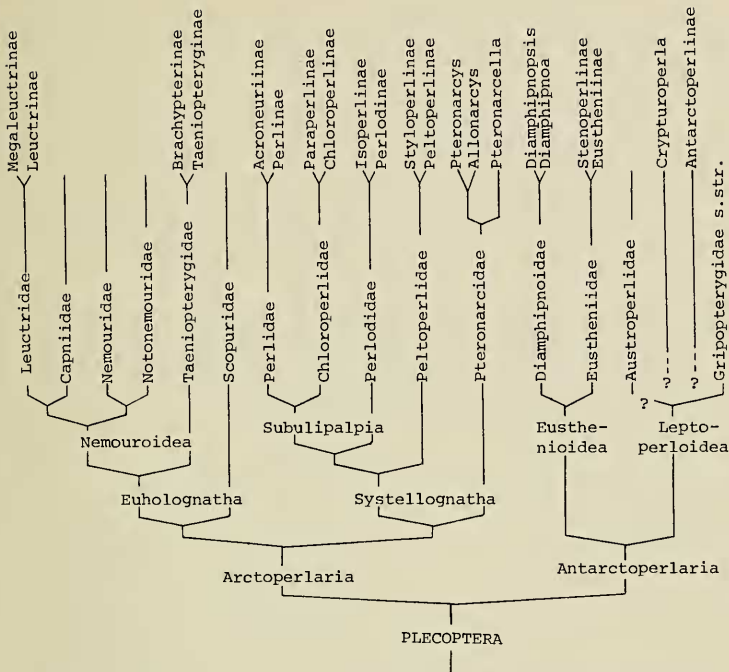 Megaleuctrinae
Leuctrinae
Brachypterinae
Taeniopteryginae
Acroneuriinae
Perlinae
Paraperlinae
Chloroperlinae
Isoperlinae
Perlodinae
Styloperlinae
Peltoperlinae
Pteronarcys
Allonarcys
Pteronarcella
Diamphipnopsis
Diamphipnoa
Stenoperlinae
Eustheniinae
Crypturoperla
Antarctoperlinae
Leuctridae
Capniidae
Nemouridae
Notonemouridae
Taeniopterygidae
Scopuridae
Perlidae
Chloroperlidae
Perlodidae
Peltoperlidae
Pteronarcidae
Diamphipnoidae
Eustheniidae
Austroperlidae
?
?
Gripopterygidae s.str.
?
Nemouroidea
Subulipalpia
Eusthe-
nioidea
Lepto-
perloidea
Euholognatha
Systellognatha
Arctoperlaria
Antarctoperlaria
PLECOPTERA